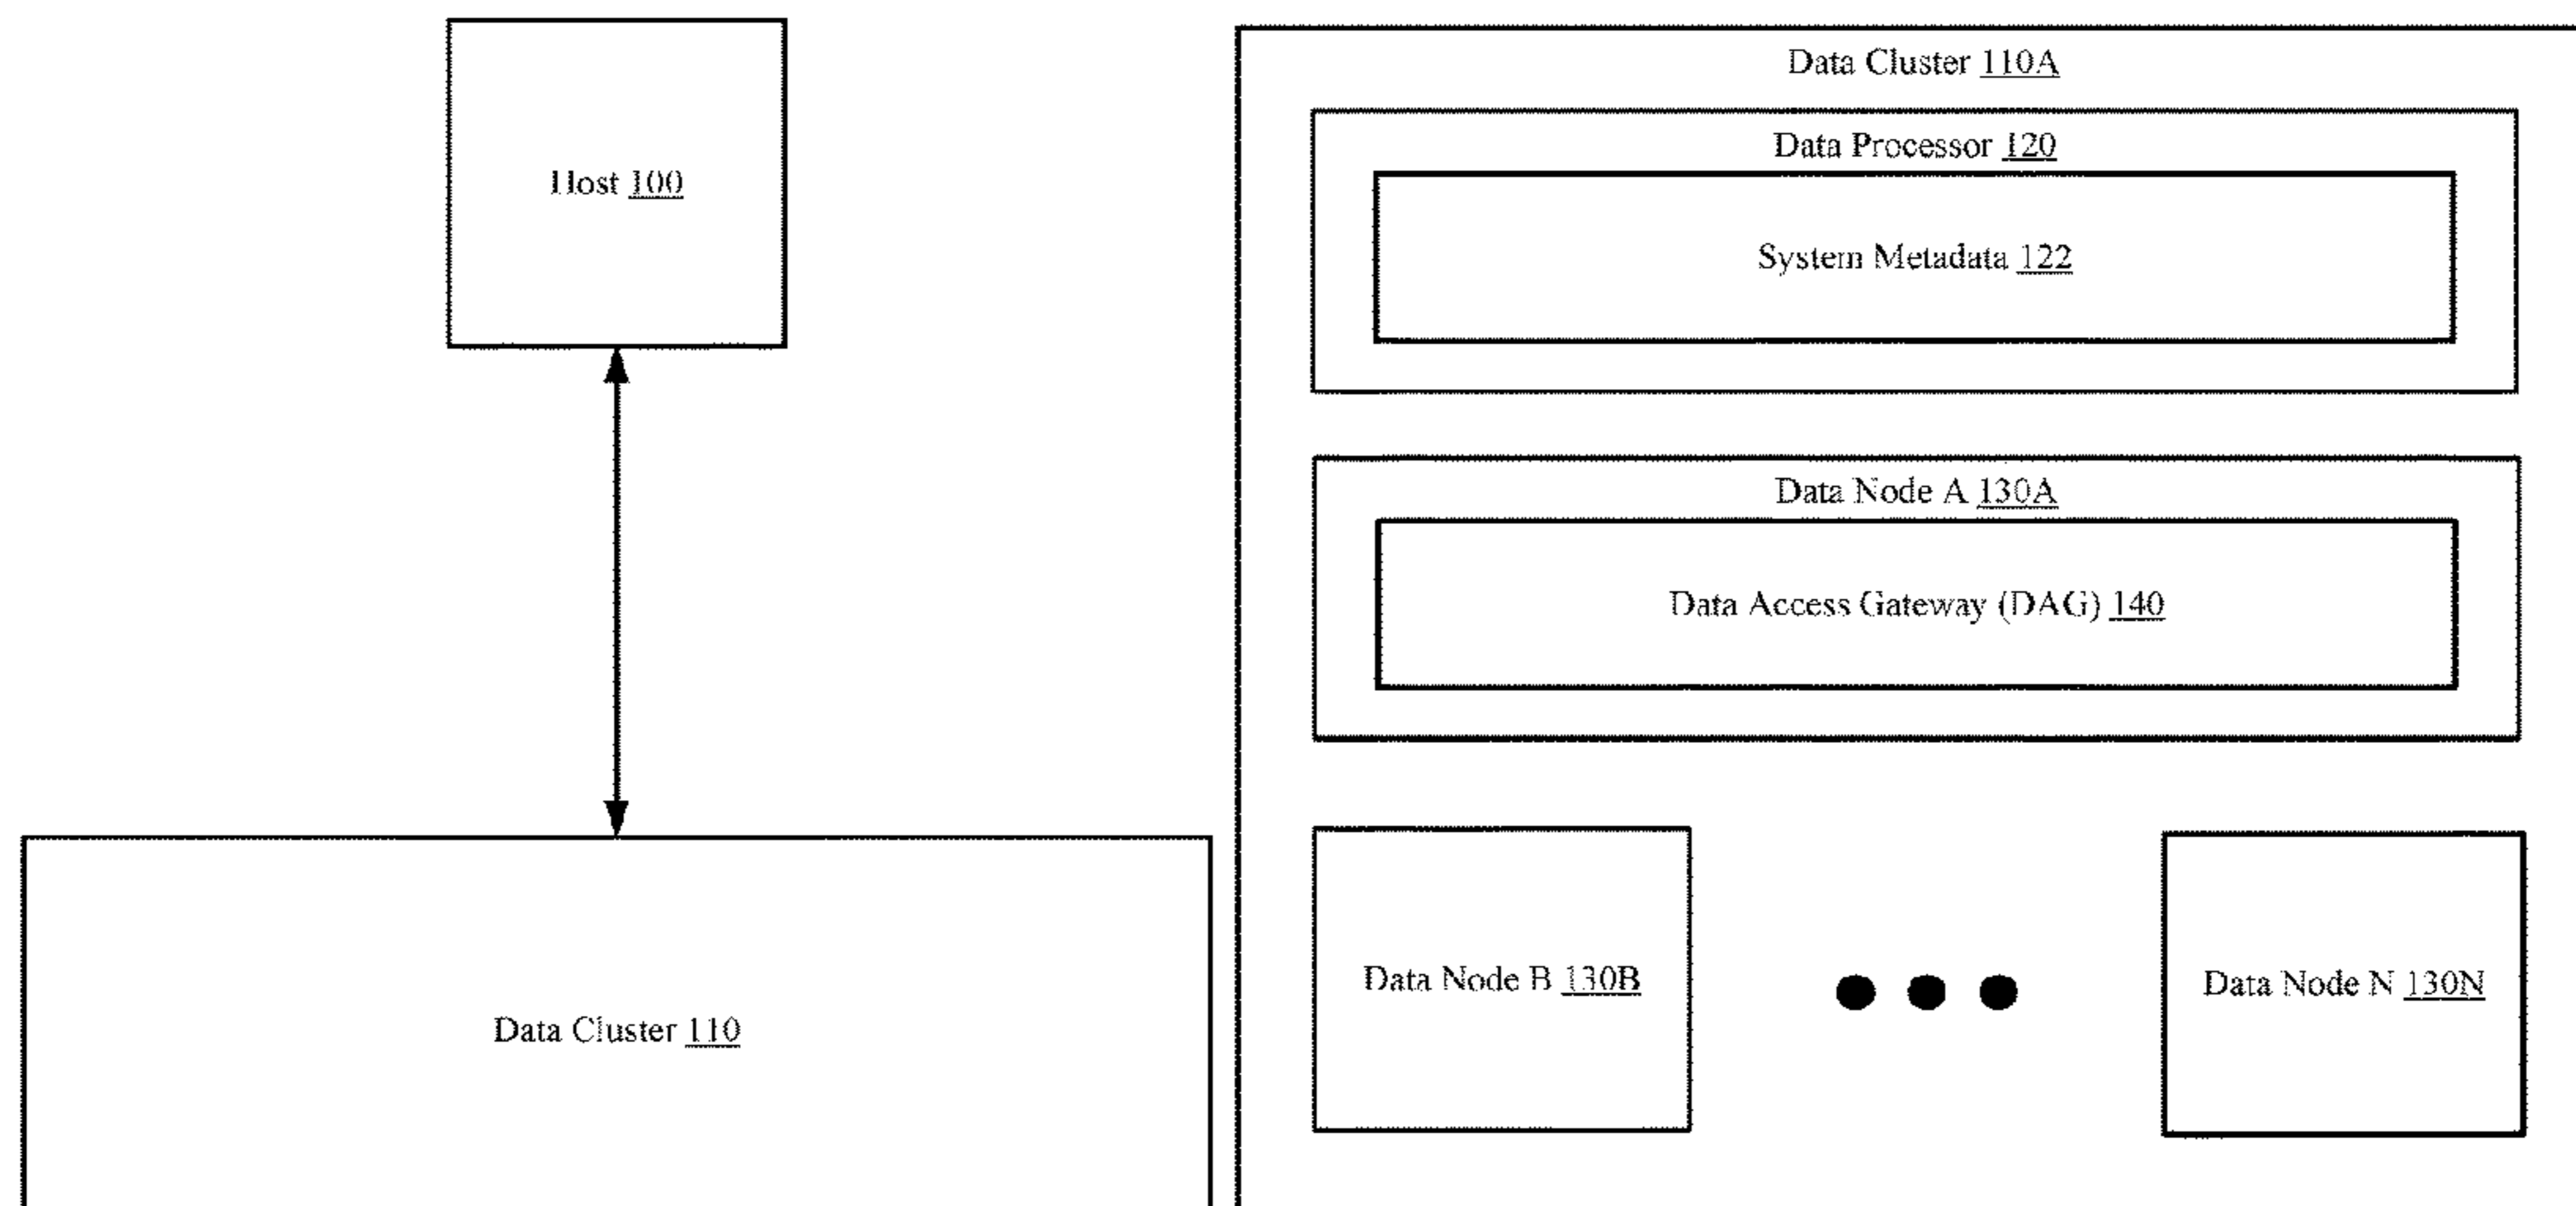 Host 100
Data Cluster 110
Data Cluster 110A
Data Processor 120
System Metadata 122
Data Node A 130A
Data Access Gateway (DAG) 140
Data Node B 130B
Data Node N 130N